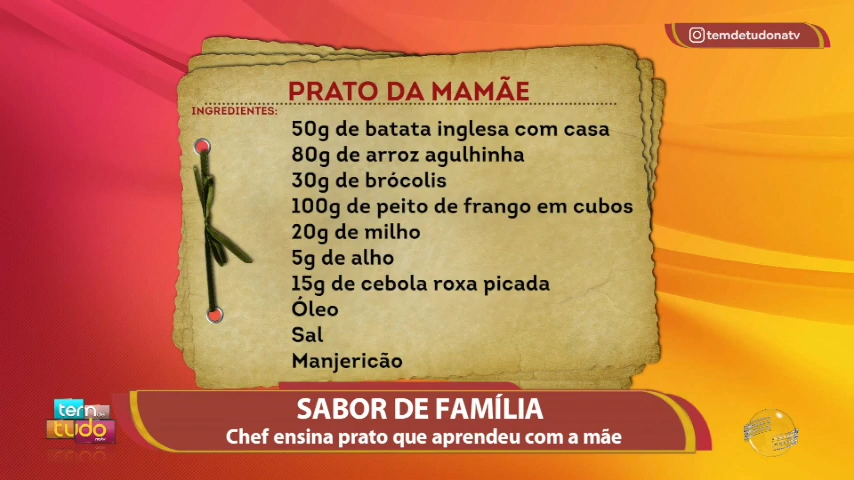 temdetudonatv
PRATO DA MAMÃE
INGREDIENTES:
50g de batata inglesa com casa
80g de arroz agulhinha
30g de brócolis
100g de peito de frango em cubos
20g de milho
5g de alho
15g de cebola roxa picada
Óleo
Sal
Manjericão
SABOR DE FAMÍLIA
Chef ensina prato que aprendeu com a mãe
tem de
tudo